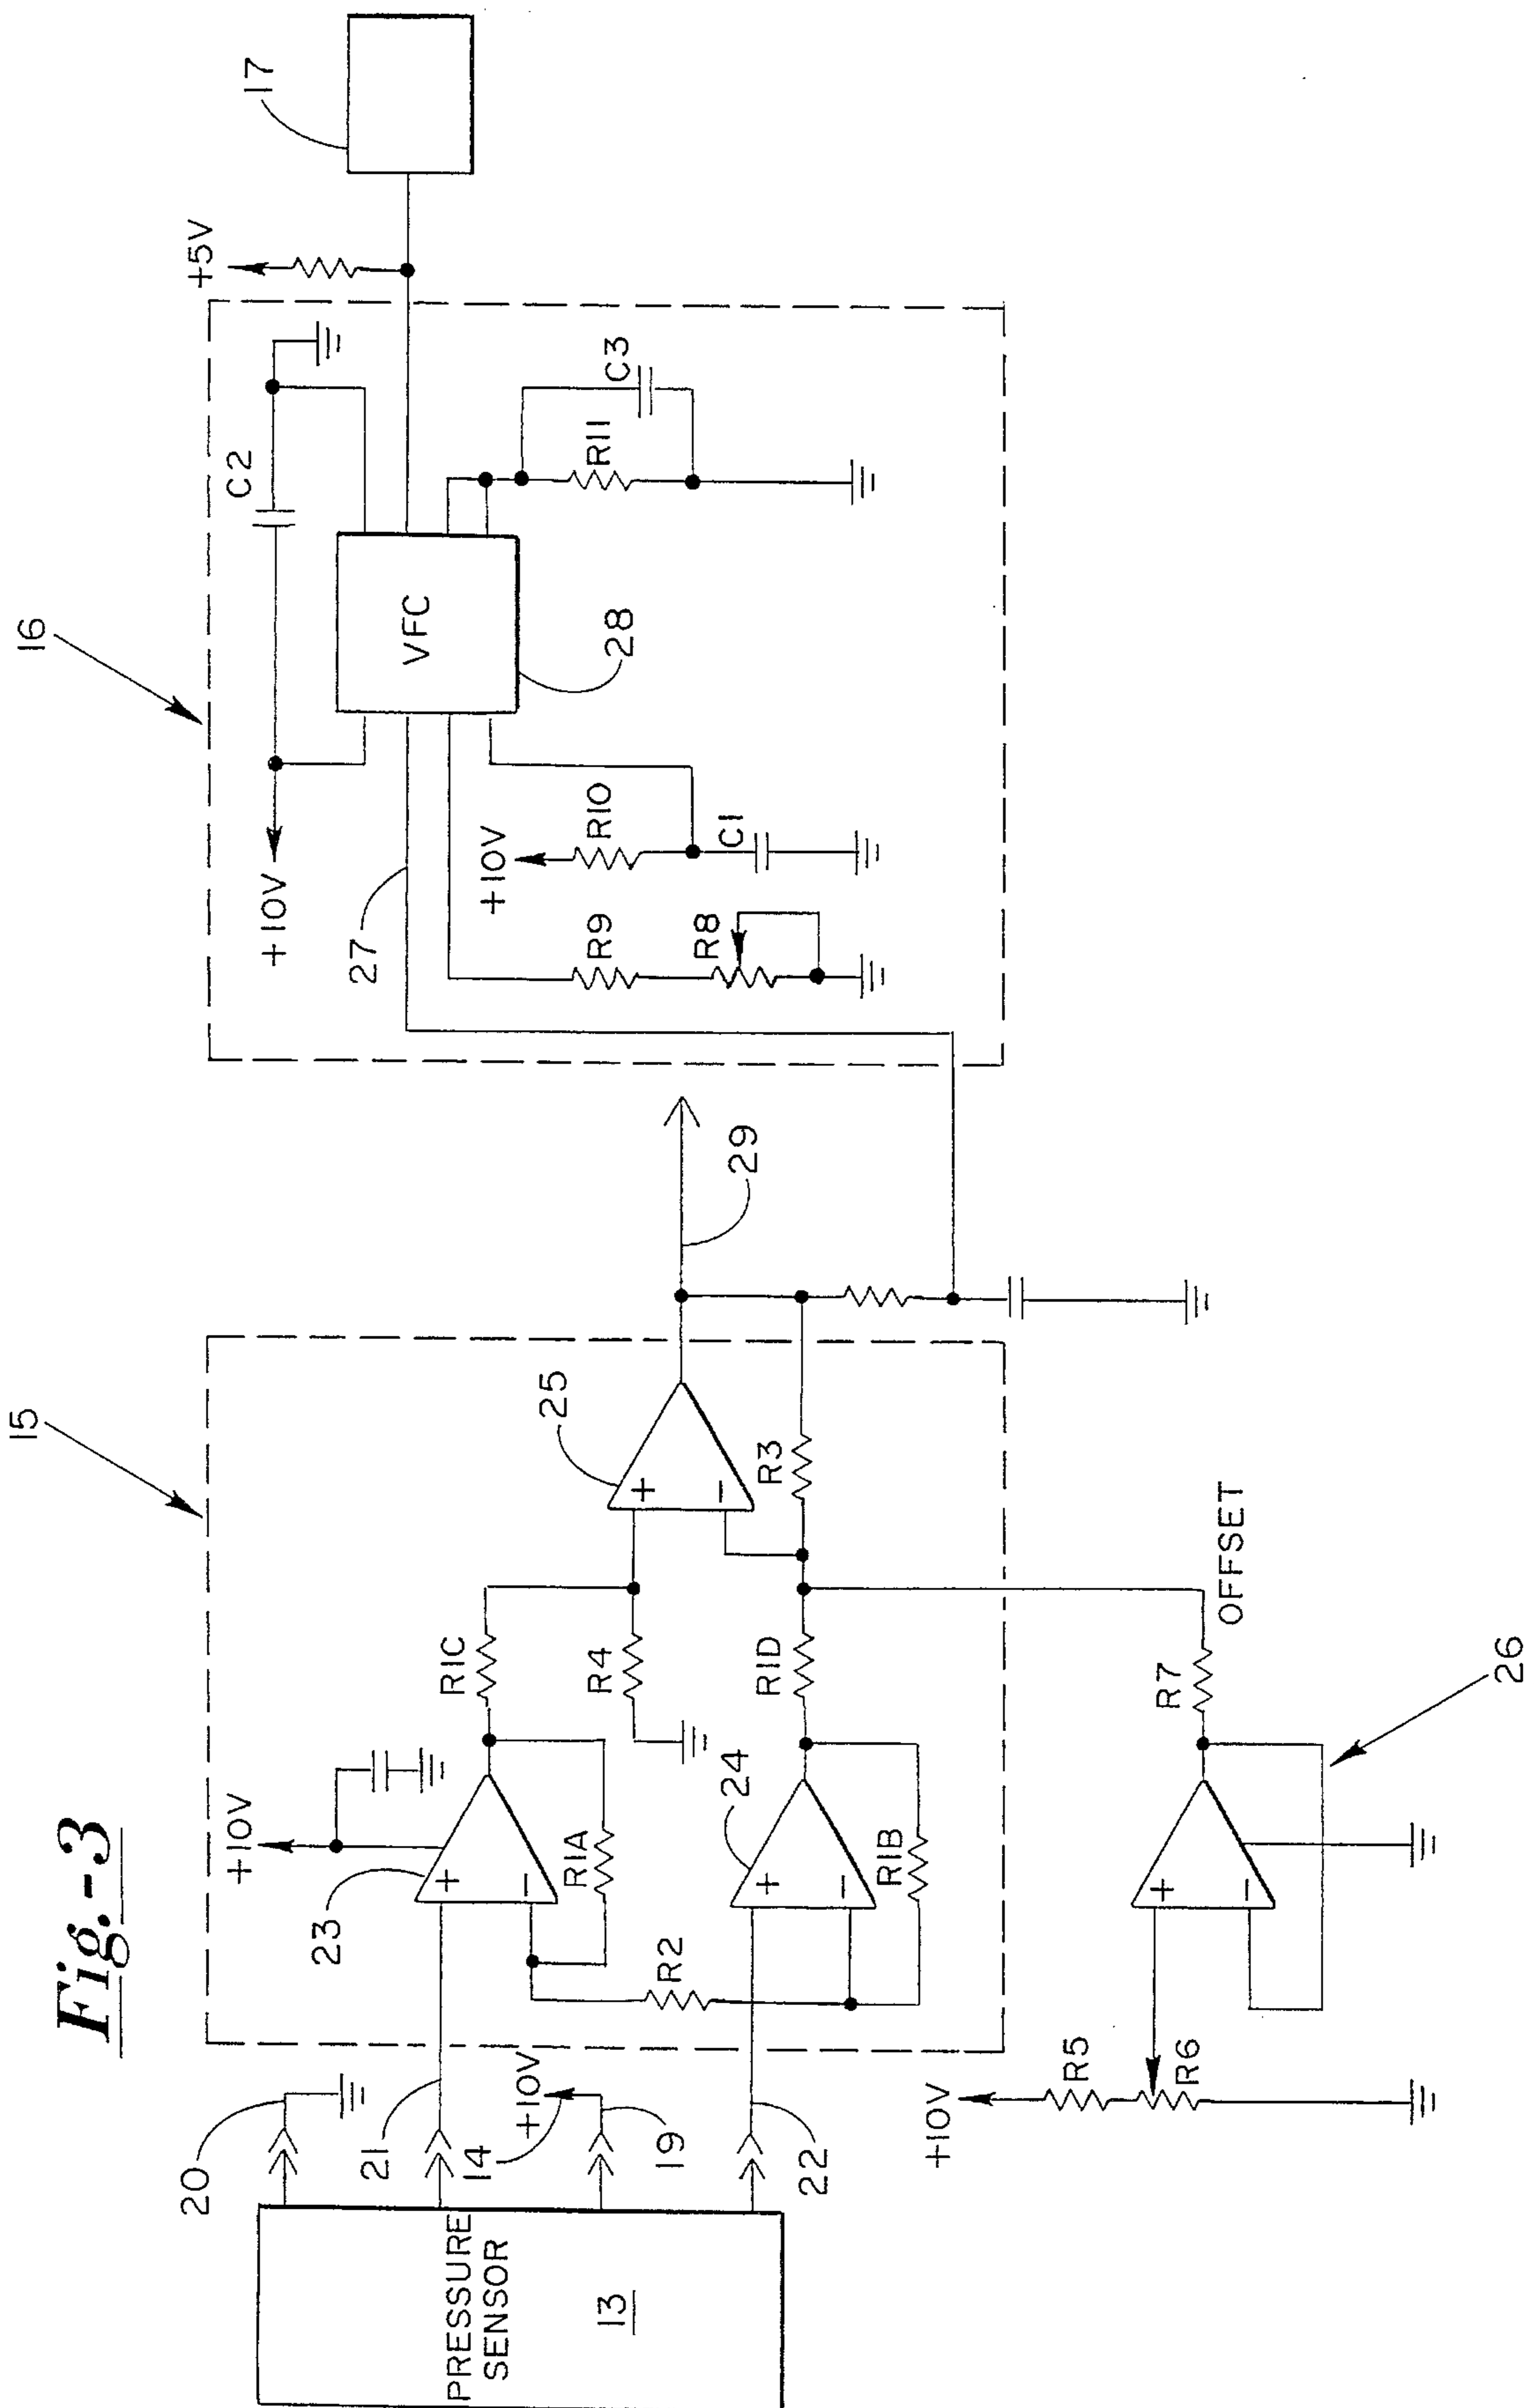 Fig.-3
15
16
17
+10V
23
+
−
R1A
R1C
R4
25
+
−
R3
R2
24
+
−
R1B
R1D
20
21
14
+10V
19
22
PRESSURE
SENSOR
13
+10V
R5
R6
+
−
R7
OFFSET
26
29
+10V
C2
+5V
VFC
28
27
+10V
R10
C1
R9
R8
R11
C3